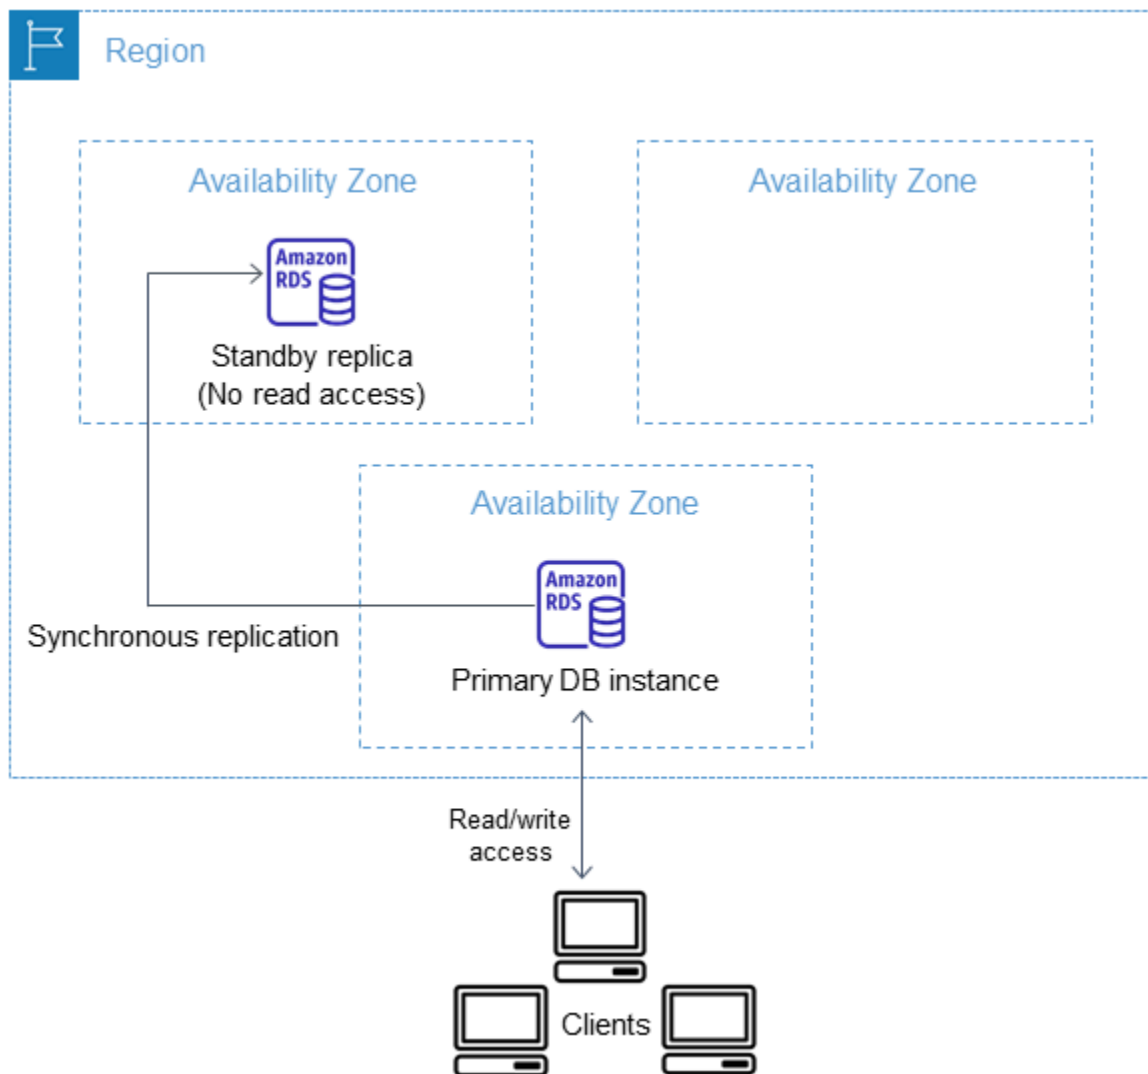 Region
Availability Zone
Availability Zone
Amazon
RDS
Standby replica
(No read access)
Availability Zone
Amazon
RDS
Synchronous replication
Primary DB instance
Read/write
access
Clients